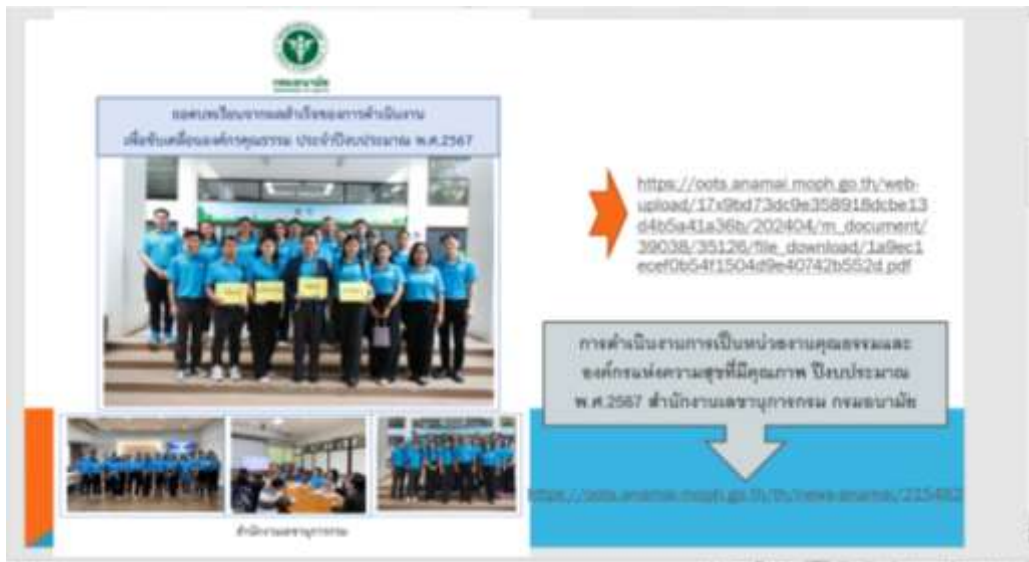 กรมอนามัย
ถอดบทเรียนจากผลสำเร็จของการดำเนินงาน
เพื่อขับเคลื่อนองค์กรคุณธรรม ประจำปีงบประมาณ พ.ศ.2567
สำนักงานเลขานุการกรม
https://oots.anamai.moph.go.th/web-
upload/17x9bd73dc9e358918dcbe13
d4b5a41a36b/202404/m_document/
39038/35126/file_download/1a9ec1
ecef0b54f1504d9e40742b552d.pdf
การดำเนินงานการเป็นหน่วยงานคุณธรรมและ
องค์กรแห่งความสุขที่มีคุณภาพ ปีงบประมาณ
พ.ศ.2567 สำนักงานเลขานุการกรม กรมอนามัย
https://oots.anamai.moph.go.th/th/news-anamai/215482